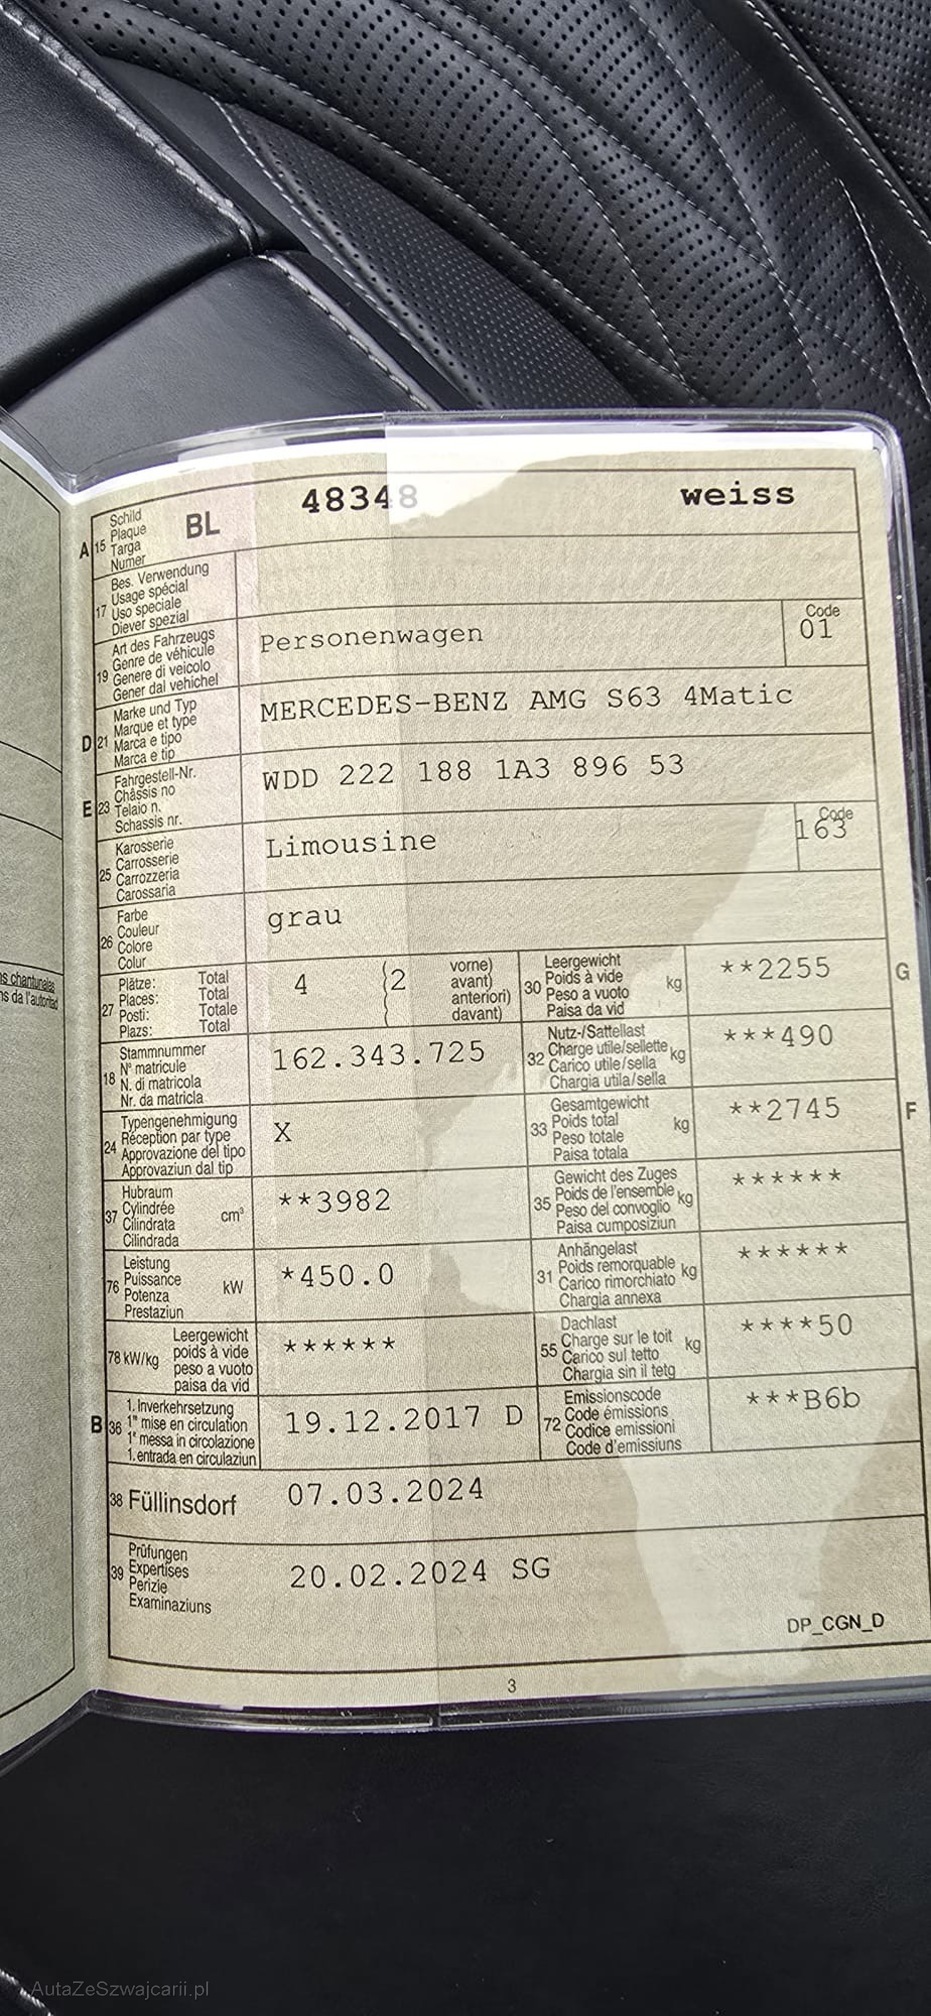 A 15 Schild
Plaque
Targa
Numer
BL 48348 weiss
17 Bes. Verwendung
Usage spécial
Uso speciale
Diever spezial
19 Art des Fahrzeugs
Genre de véhicule
Genere di veicolo
Gener dal vehichel
Personenwagen
Code
01
D 21 Marke und Typ
Marque et type
Marca e tipo
Marca e tip
MERCEDES-BENZ AMG S63 4Matic
E 23 Fahrgestell-Nr.
Châssis no
Telaio n.
Schassis nr.
WDD 222 188 1A3 896 53
25 Karosserie
Carrosserie
Carrozzeria
Carossaria
Limousine
Code
163
26 Farbe
Couleur
Colore
Colur
grau
27 Plätze: Total
Places: Total
Posti: Totale
Plazs: Total
4 (2 vorne)
avant)
anteriori)
davant)
30 Leergewicht
Poids à vide
Peso a vuoto
Paisa da vid
kg
**2255
G
18 Stammnummer
N° matricule
N. di matricola
Nr. da matricla
162.343.725
32 Nutz-/Sattellast
Charge utile/sellette
Carico utile/sella
Chargia utila/sella
kg
***490
24 Typengenehmigung
Réception par type
Approvazione del tipo
Approvaziun dal tip
X
33 Gesamtgewicht
Poids total
Peso totale
Paisa totala
kg
**2745
F
37 Hubraum
Cylindrée
Cilindrata
Cilindrada
cm³
**3982
35 Gewicht des Zuges
Poids de l'ensemble
Peso del convoglio
Paisa cumposiziun
kg
******
76 Leistung
Puissance
Potenza
Prestaziun
kW
*450.0
31 Anhängelast
Poids remorquable
Carico rimorchiato
Chargia annexa
kg
******
78 kW/kg
Leergewicht
poids à vide
peso a vuoto
paisa da vid
******
55 Dachlast
Charge sur le toit
Carico sul tetto
Chargia sin il tetg
kg
****50
B 36 1. Inverkehrsetzung
1re mise en circulation
1a messa in circolazione
1. entrada en circulaziun
19.12.2017 D
72 Emissionscode
Code émissions
Codice emissioni
Code d'emissiuns
***B6b
38 Füllinsdorf 07.03.2024
39 Prüfungen
Expertises
Perizie
Examinaziuns
20.02.2024 SG
DP_CGN_D
3
AutaZeSzwajcarii.pl